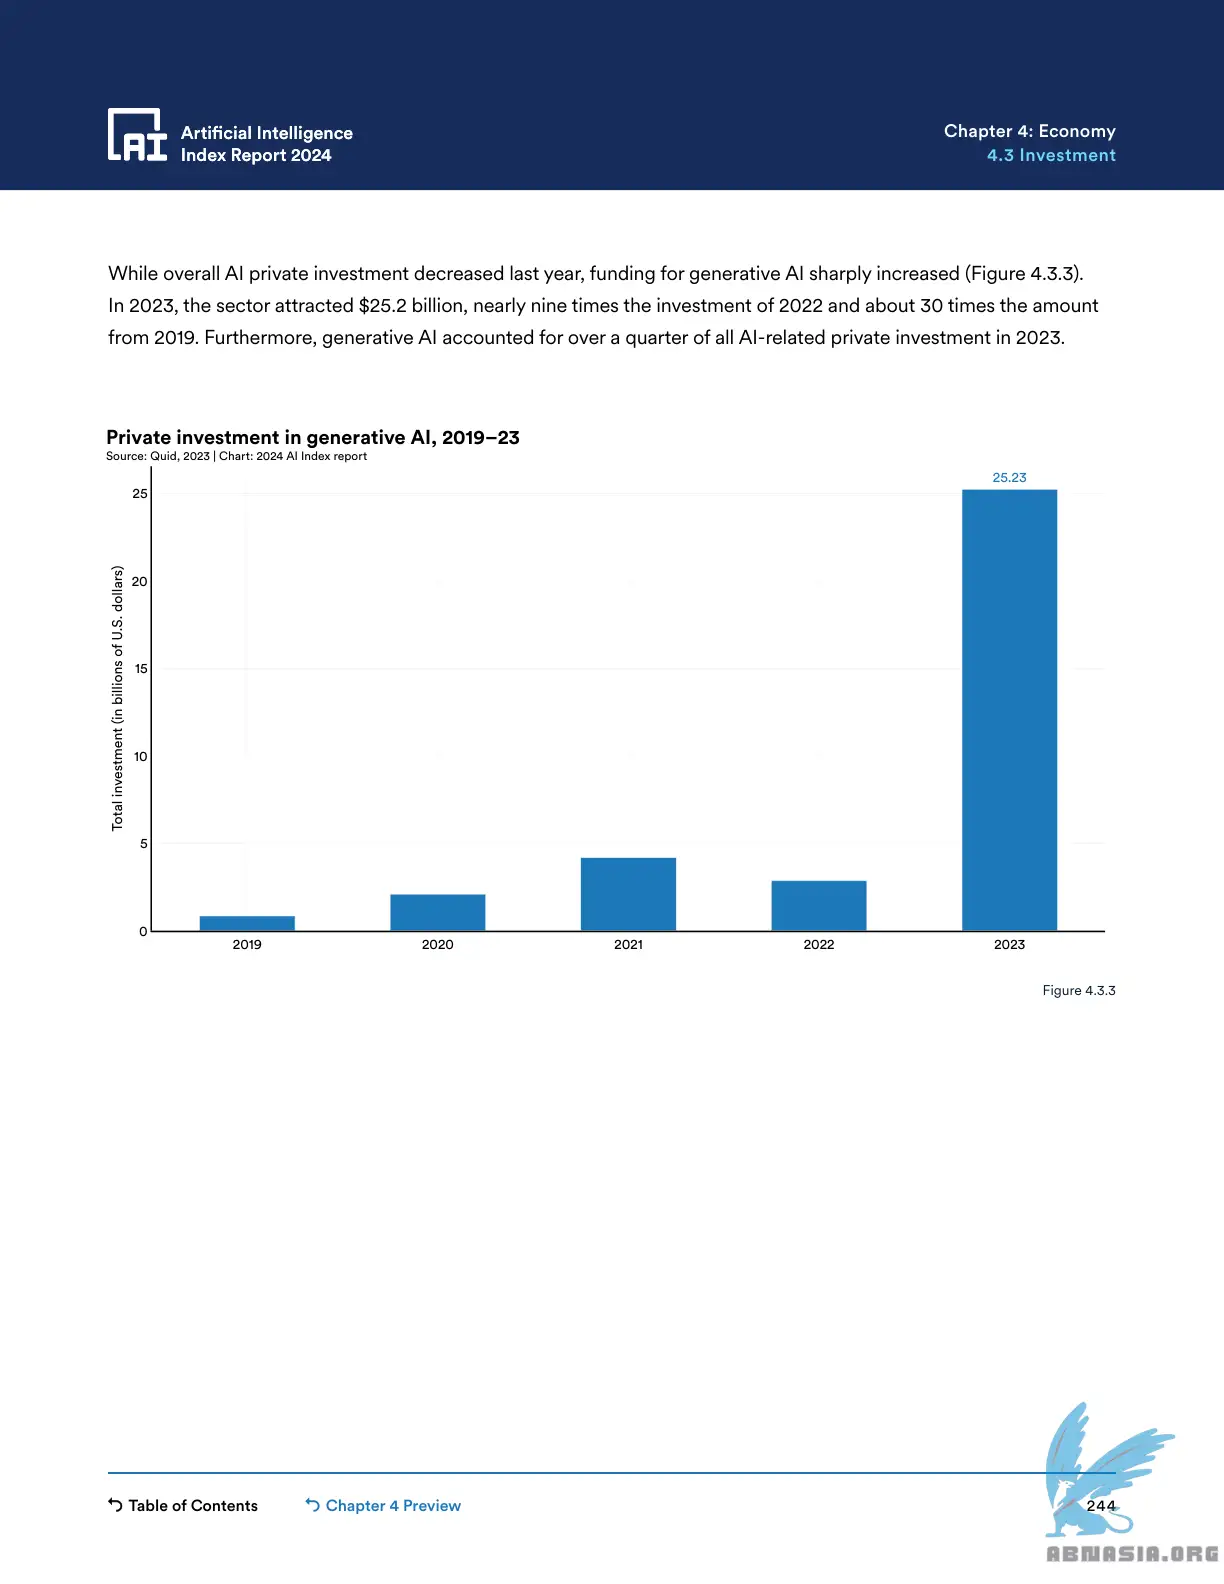 AI
Artificial Intelligence
Index Report 2024
Chapter 4: Economy
4.3 Investment
While overall AI private investment decreased last year, funding for generative AI sharply increased (Figure 4.3.3).
In 2023, the sector attracted $25.2 billion, nearly nine times the investment of 2022 and about 30 times the amount
from 2019. Furthermore, generative AI accounted for over a quarter of all AI-related private investment in 2023.
Private investment in generative AI, 2019–23
Source: Quid, 2023 | Chart: 2024 AI Index report
Total investment (in billions of U.S. dollars)
25
20
15
10
5
0
25.23
2019
2020
2021
2022
2023
Figure 4.3.3
Table of Contents
Chapter 4 Preview
244
ABNASIA.ORG